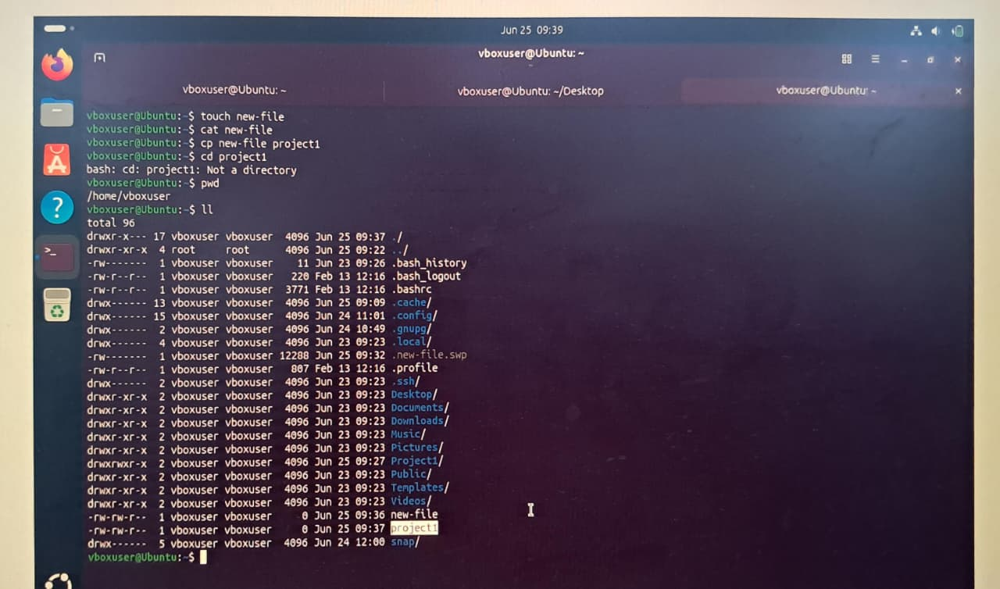 Jun 25 09:39
vboxuser@Ubuntu: ~
vboxuser@Ubuntu: ~
vboxuser@Ubuntu: ~/Desktop
vboxuser@Ubuntu: ~
vboxuser@Ubuntu:~$ touch new-file
vboxuser@Ubuntu:~$ cat new-file
vboxuser@Ubuntu:~$ cp new-file project1
vboxuser@Ubuntu:~$ cd project1
bash: cd: project1: Not a directory
vboxuser@Ubuntu:~$ pwd
/home/vboxuser
vboxuser@Ubuntu:~$ ll
total 96
drwxr-x--- 17 vboxuser vboxuser 4096 Jun 25 09:37 ./
drwxr-xr-x 4 root root 4096 Jun 25 09:22 ../
-rw------- 1 vboxuser vboxuser 11 Jun 23 09:26 .bash_history
-rw-r--r-- 1 vboxuser vboxuser 220 Feb 13 12:16 .bash_logout
-rw-r--r-- 1 vboxuser vboxuser 3771 Feb 13 12:16 .bashrc
drwx------ 13 vboxuser vboxuser 4096 Jun 25 09:09 .cache/
drwx------ 15 vboxuser vboxuser 4096 Jun 24 11:01 .config/
drwx------ 2 vboxuser vboxuser 4096 Jun 24 10:49 .gnupg/
drwx------ 4 vboxuser vboxuser 4096 Jun 23 09:23 .local/
-rw------- 1 vboxuser vboxuser 12288 Jun 25 09:32 .new-file.swp
-rw-r--r-- 1 vboxuser vboxuser 807 Feb 13 12:16 .profile
drwx------ 2 vboxuser vboxuser 4096 Jun 23 09:23 .ssh/
drwxr-xr-x 2 vboxuser vboxuser 4096 Jun 23 09:23 Desktop/
drwxr-xr-x 2 vboxuser vboxuser 4096 Jun 23 09:23 Documents/
drwxr-xr-x 2 vboxuser vboxuser 4096 Jun 23 09:23 Downloads/
drwxr-xr-x 2 vboxuser vboxuser 4096 Jun 23 09:23 Music/
drwxr-xr-x 2 vboxuser vboxuser 4096 Jun 23 09:23 Pictures/
drwxrwxr-x 2 vboxuser vboxuser 4096 Jun 25 09:27 Project1/
drwxr-xr-x 2 vboxuser vboxuser 4096 Jun 23 09:23 Public/
drwxr-xr-x 2 vboxuser vboxuser 4096 Jun 23 09:23 Templates/
drwxr-xr-x 2 vboxuser vboxuser 4096 Jun 23 09:23 Videos/
-rw-rw-r-- 1 vboxuser vboxuser 0 Jun 25 09:36 new-file
-rw-rw-r-- 1 vboxuser vboxuser 0 Jun 25 09:37 project1
drwx------ 5 vboxuser vboxuser 4096 Jun 24 12:00 snap/
vboxuser@Ubuntu:~$